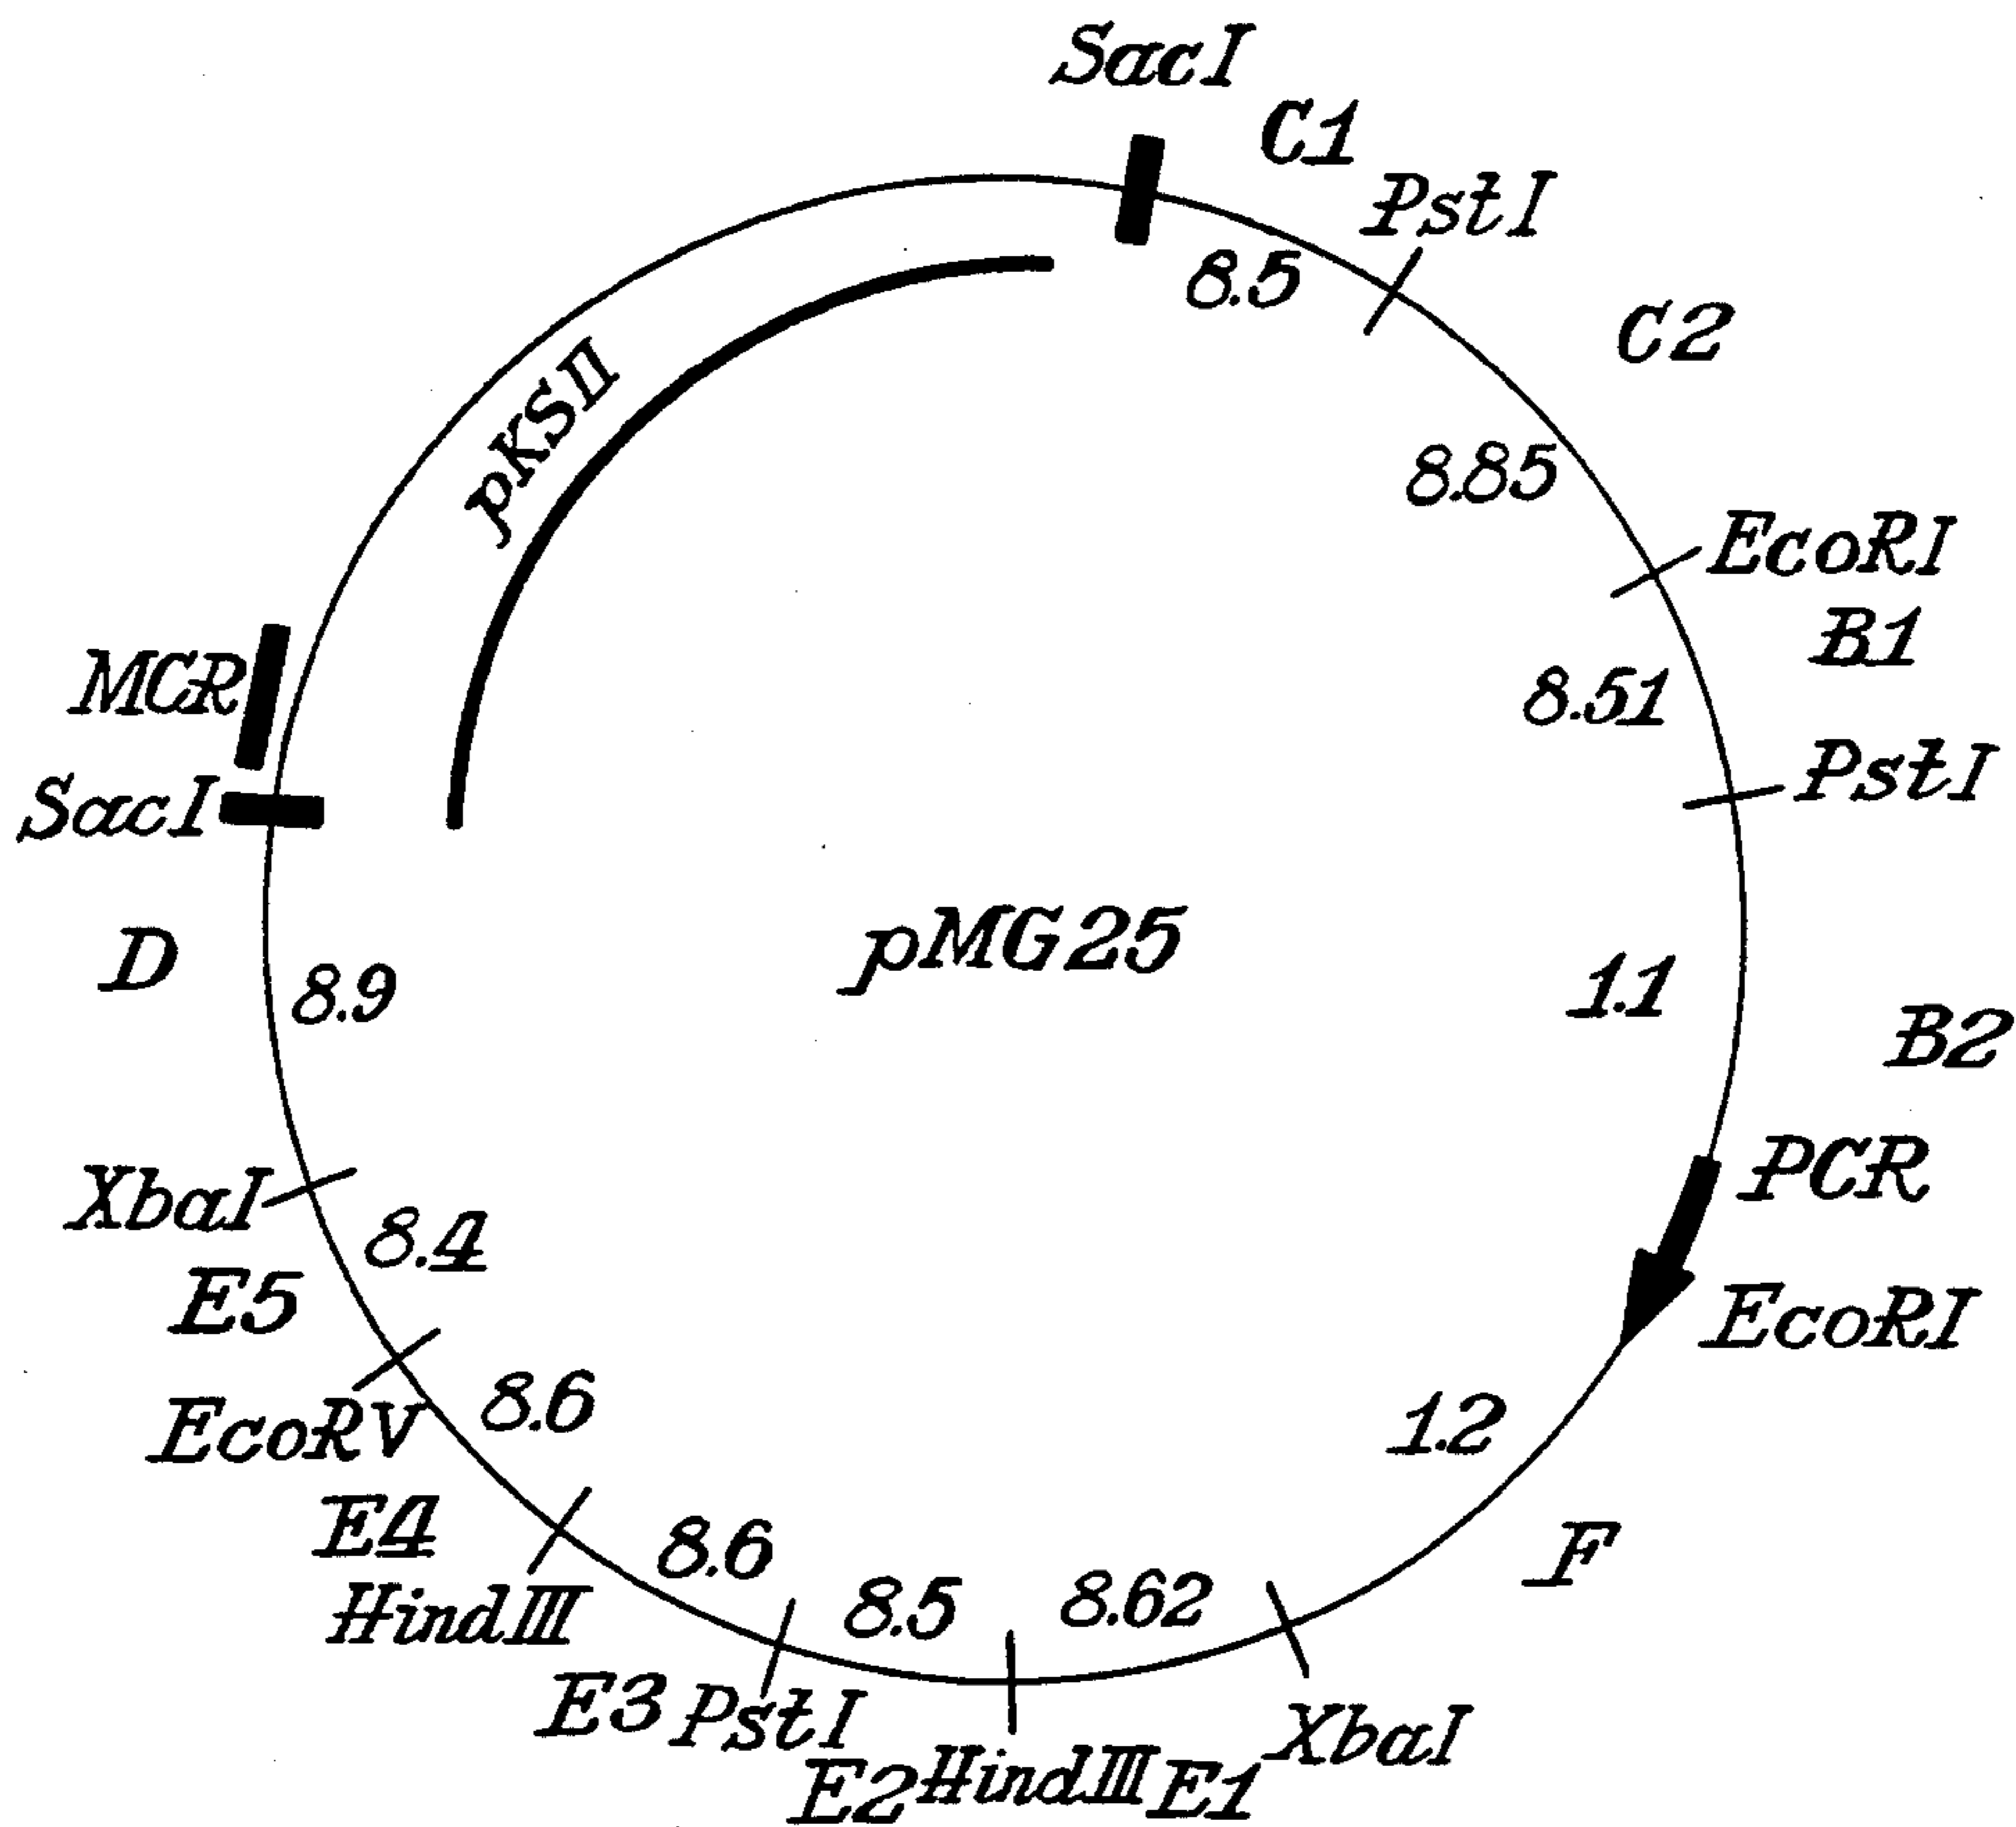 SacI
C1
PstI
8.5
C2
pKSII
8.85
EcoRI
B1
MCR
8.51
PstI
SacI
pMG25
D
8.9
1.1
B2
PCR
XbaI
8.4
E5
EcoRI
8.6
1.2
EcoRV
E4
8.6
F
8.5
8.62
HindIII
E3
PstI
XbaI
E2
HindIII
E1